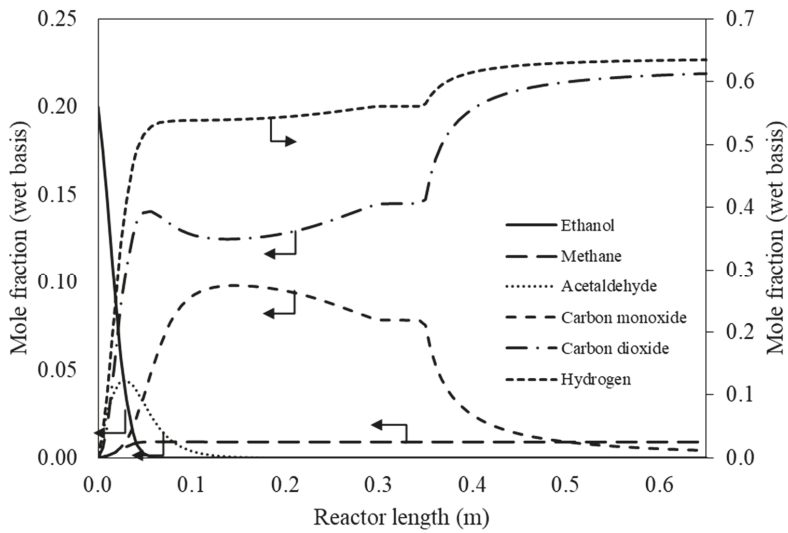 Mole fraction (wet basis)
0.25
0.20
0.15
0.10
0.05
0.00
0.7
0.6
0.5
0.4
0.3
0.2
0.1
0.0
Mole fraction (wet basis)
Ethanol
Methane
Acetaldehyde
Carbon monoxide
Carbon dioxide
Hydrogen
0.0 0.1 0.2 0.3 0.4 0.5 0.6
Reactor length (m)